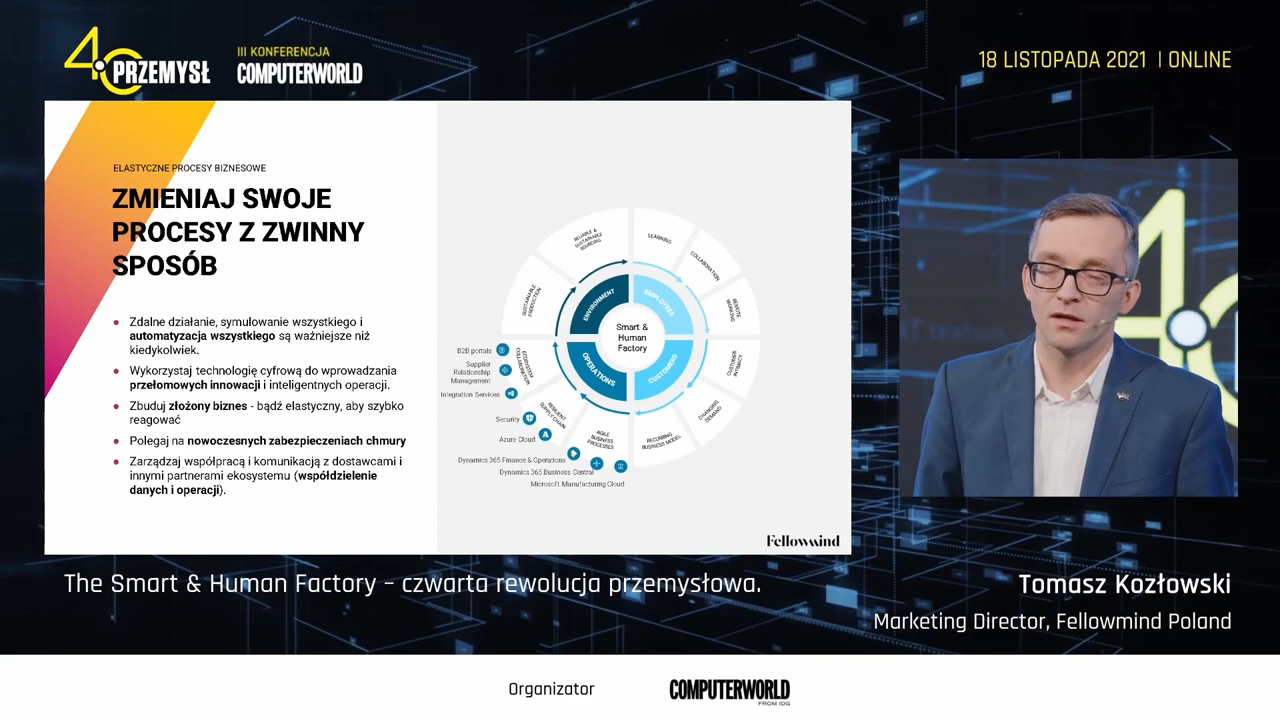 4.0 PRZEMYSŁ
III KONFERENCJA
COMPUTERWORLD
18 LISTOPADA 2021 | ONLINE
ELASTYCZNE PROCESY BIZNESOWE
ZMIENIAJ SWOJE
PROCESY Z ZWINNY
SPOSÓB
• Zdalne działanie, symulowanie wszystkiego i
automatyzacja wszystkiego są ważniejsze niż
kiedykolwiek.
• Wykorzystaj technologię cyfrową do wprowadzania
przełomowych innowacji i inteligentnych operacji.
• Zbuduj złożony biznes - bądź elastyczny, aby szybko
reagować
• Polegaj na nowoczesnych zabezpieczeniach chmury
• Zarządzaj współpracą i komunikacją z dostawcami i
innymi partnerami ekosystemu (współdzielenie
danych i operacji).
RELIABLE &
SUSTAINABLE
SOURCING
LEARNING
COLLABORATION
SUSTAINABLE
PRODUCTION
REMOTE
WORKING
ENVIRONMENT
EMPLOYEES
Smart &
Human
Factory
OPERATIONS
CUSTOMERS
ECOSYSTEM
COLLABORATION
CUSTOMER
INTIMACY
RESILIENT
SUPPLY CHAIN
CHANGING
DEMAND
AGILE
BUSINESS
PROCESSES
RECURRING
BUSINESS MODEL
B2B portals
Supplier
Relationship
Management
Integration Services
Security
Azure Cloud
Dynamics 365 Finance & Operations
Dynamics 365 Business Central
Microsoft Manufacturing Cloud
Fellowmind
The Smart & Human Factory – czwarta rewolucja przemysłowa.
Tomasz Kozłowski
Marketing Director, Fellowmind Poland
Organizator
COMPUTERWORLD
FROM IDG